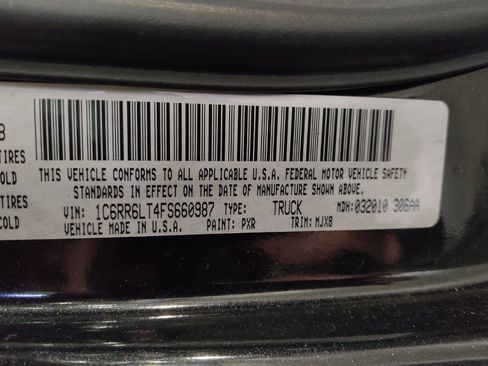 8
TIRES
COLD
TIRES
OLD
THIS VEHICLE CONFORMS TO ALL APPLICABLE U.S.A. FEDERAL MOTOR VEHICLE SAFETY
STANDARDS IN EFFECT ON THE DATE OF MANUFACTURE SHOWN ABOVE.
VIN: 1C6RR6LT4FS660987 TYPE: TRUCK MDH: 032010 306AA
VEHICLE MADE IN U.S.A. PAINT: PXR TRIM: MJX8